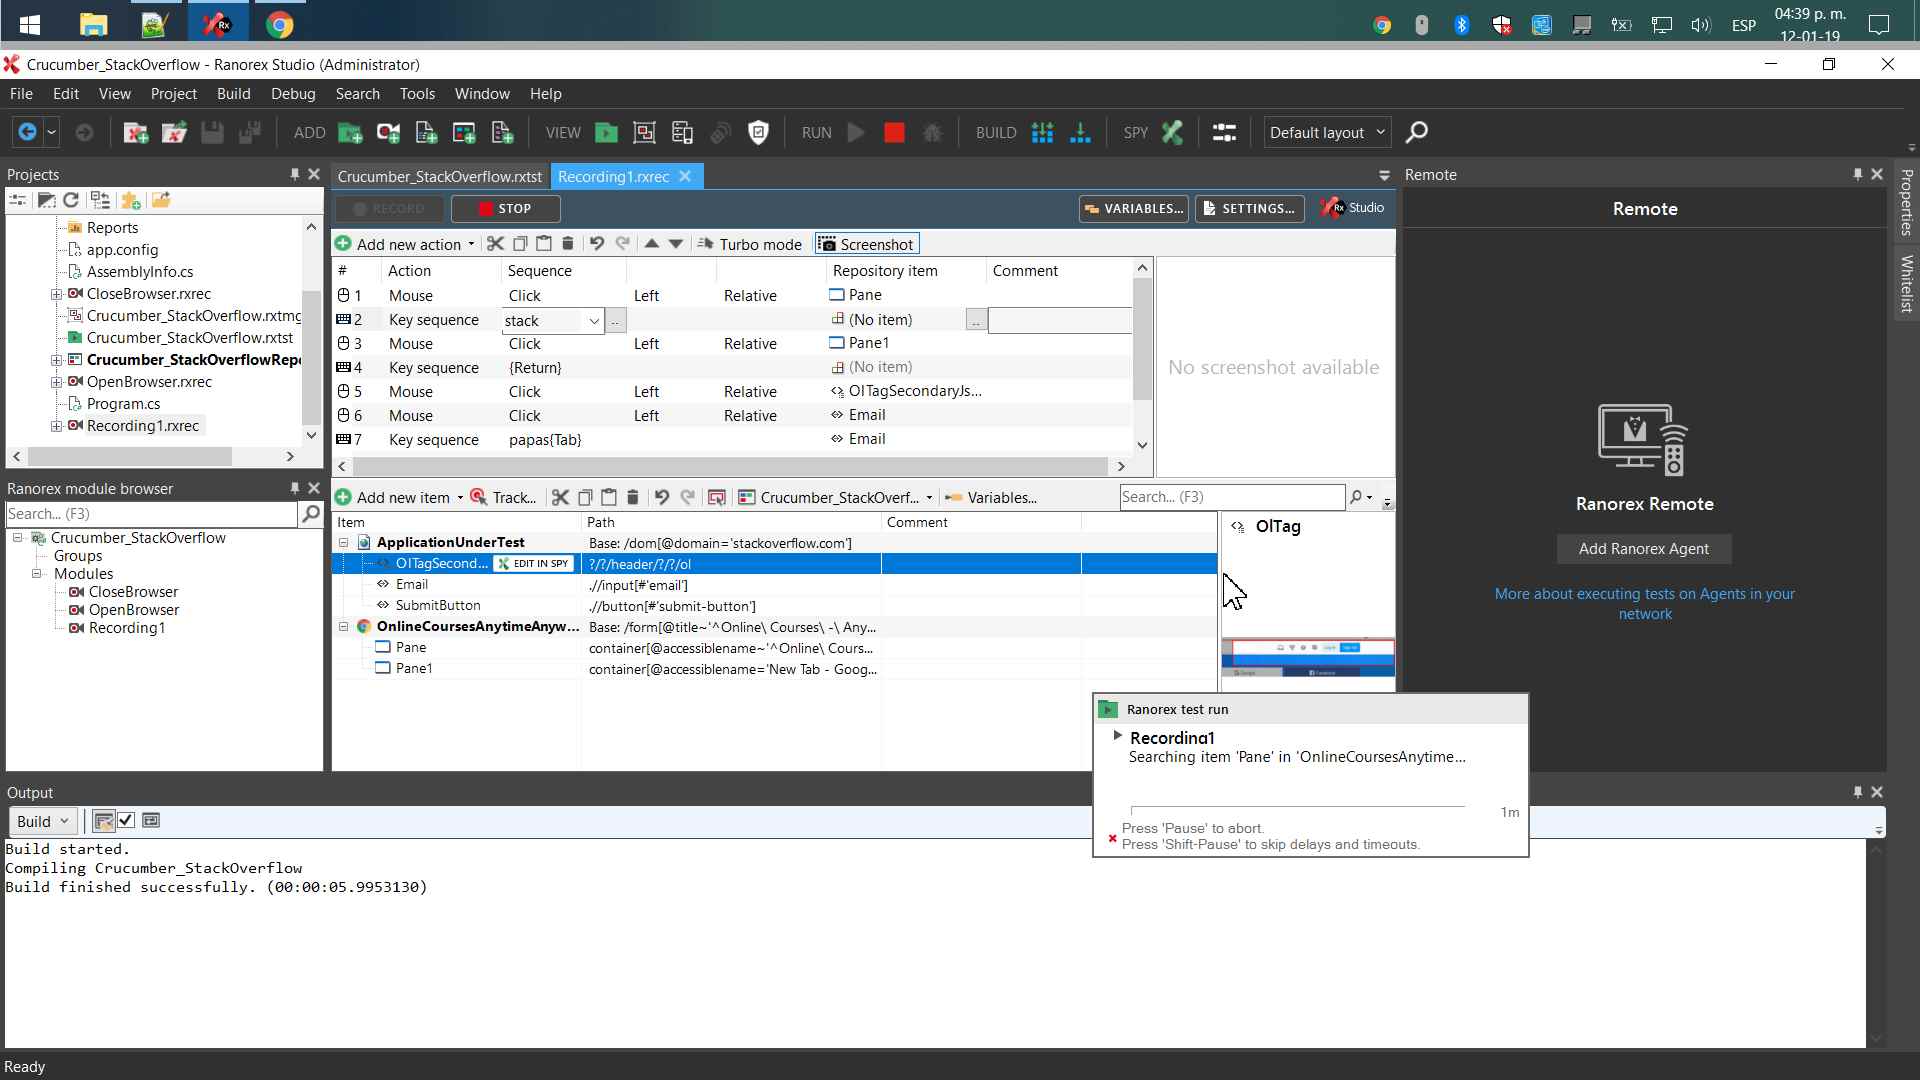 ESP
04:39 p. m.
12-01-19
Crucumber_StackOverflow - Ranorex Studio (Administrator)
File Edit View Project Build Debug Search Tools Window Help
ADD VIEW RUN BUILD SPY Default layout
Projects
Reports
app.config
AssemblyInfo.cs
CloseBrowser.rxrec
Crucumber_StackOverflow.rxtmg
Crucumber_StackOverflow.rxtst
Crucumber_StackOverflowRepo
OpenBrowser.rxrec
Program.cs
Recording1.rxrec
Ranorex module browser
Search... (F3)
Crucumber_StackOverflow
Groups
Modules
CloseBrowser
OpenBrowser
Recording1
Crucumber_StackOverflow.rxtst Recording1.rxrec
RECORD STOP VARIABLES... SETTINGS... Rx Studio
Add new action Turbo mode Screenshot
# Action Sequence Repository item Comment
1 Mouse Click Left Relative Pane
2 Key sequence stack .. (No item) ..
3 Mouse Click Left Relative Pane1
4 Key sequence {Return} (No item)
5 Mouse Click Left Relative OlTagSecondaryJs...
6 Mouse Click Left Relative Email
7 Key sequence papas{Tab} Email
No screenshot available
Add new item Track... Crucumber_StackOverf... Variables... Search... (F3)
Item Path Comment
ApplicationUnderTest Base: /dom[@domain='stackoverflow.com']
OlTagSecond... EDIT IN SPY ?/?/header/?/?/ol
Email .//input[#'email']
SubmitButton .//button[#'submit-button']
OnlineCoursesAnytimeAnyw... Base: /form[@title~'^Online\ Courses\ -\ Any...
Pane container[@accessiblename~'^Online\ Cours...
Pane1 container[@accessiblename='New Tab - Goog...
OlTag
Remote
Remote
Ranorex Remote
Add Ranorex Agent
More about executing tests on Agents in your
network
Properties
Whitelist
Ranorex test run
Recording1
Searching item 'Pane' in 'OnlineCoursesAnytime...
1m
Press 'Pause' to abort.
Press 'Shift-Pause' to skip delays and timeouts.
Output
Build
Build started.
Compiling Crucumber_StackOverflow
Build finished successfully. (00:00:05.9953130)
Ready